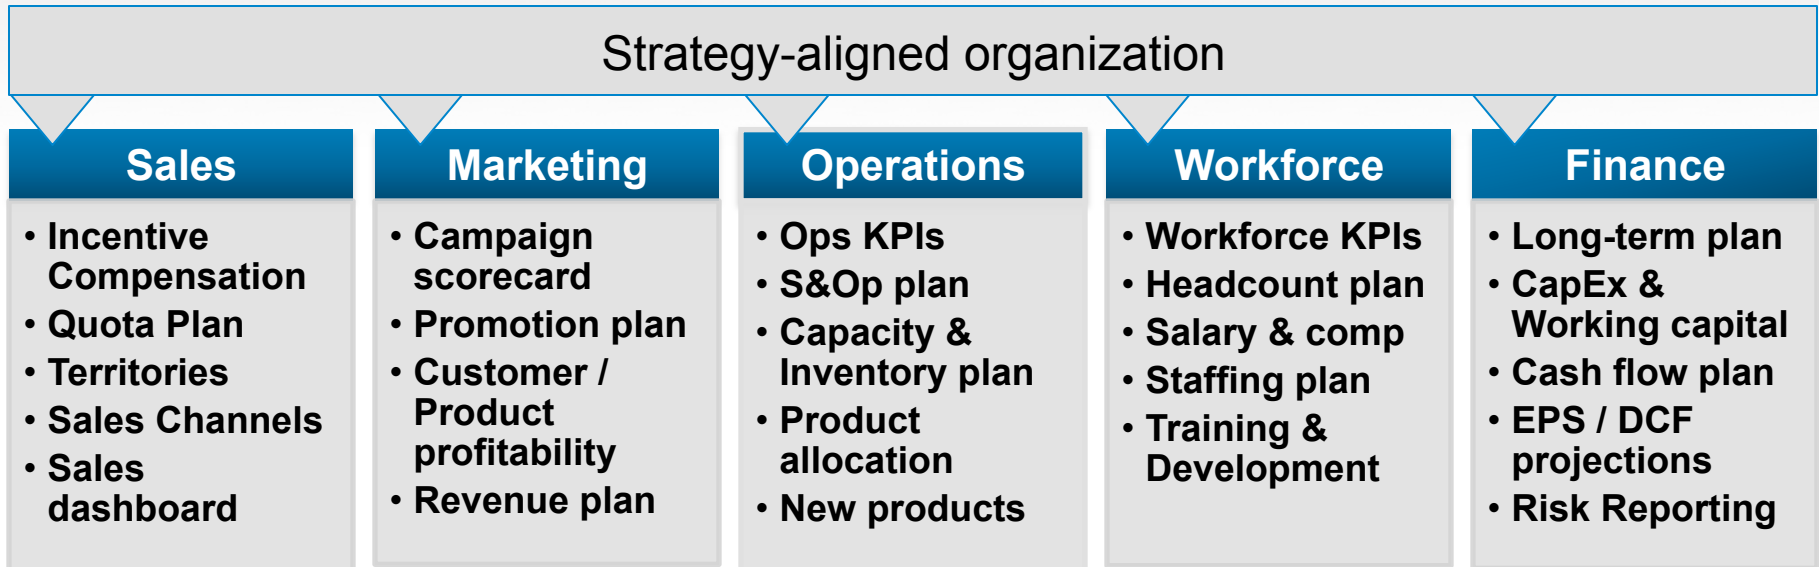 Strategy-aligned organization
Sales
• Incentive
Compensation
• Quota Plan
• Territories
• Sales Channels
• Sales
dashboard
Marketing
• Campaign
scorecard
• Promotion plan
• Customer /
Product
profitability
• Revenue plan
Operations
• Ops KPIs
• S&Op plan
• Capacity &
Inventory plan
• Product
allocation
• New products
Workforce
• Workforce KPIs
• Headcount plan
• Salary & comp
• Staffing plan
• Training &
Development
Finance
• Long-term plan
• CapEx &
Working capital
• Cash flow plan
• EPS / DCF
projections
• Risk Reporting